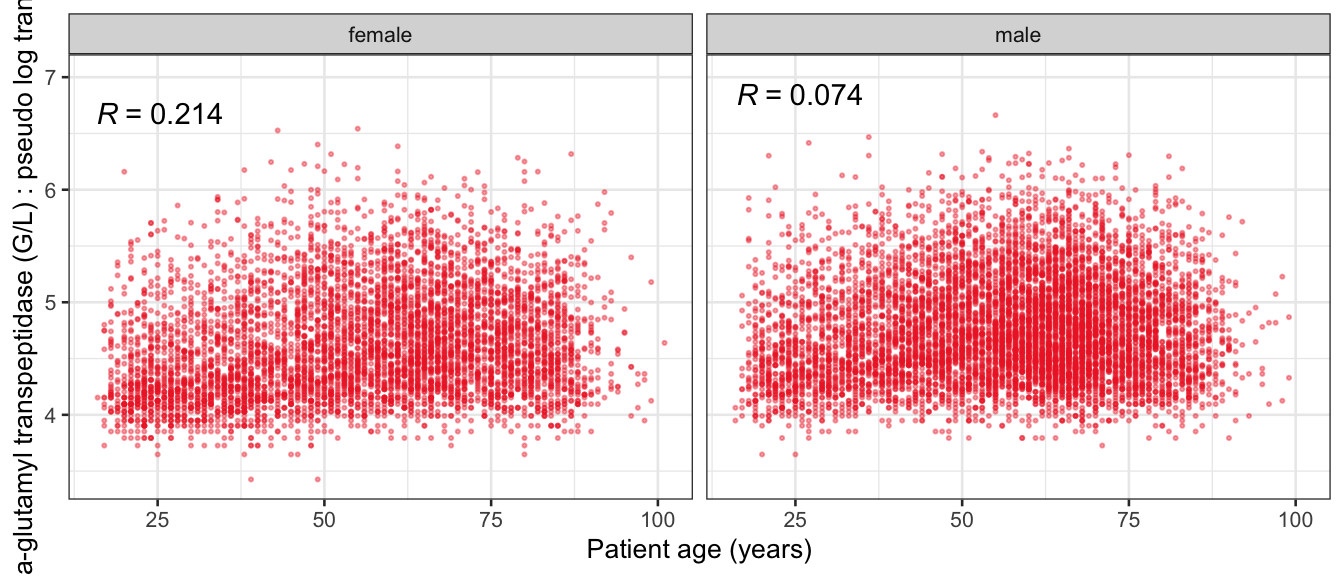 female
male
a-glutamyl transpeptidase (G/L) : pseudo log tran
7
6
5
4
R = 0.214
R = 0.074
25 50 75 100
25 50 75 100
Patient age (years)